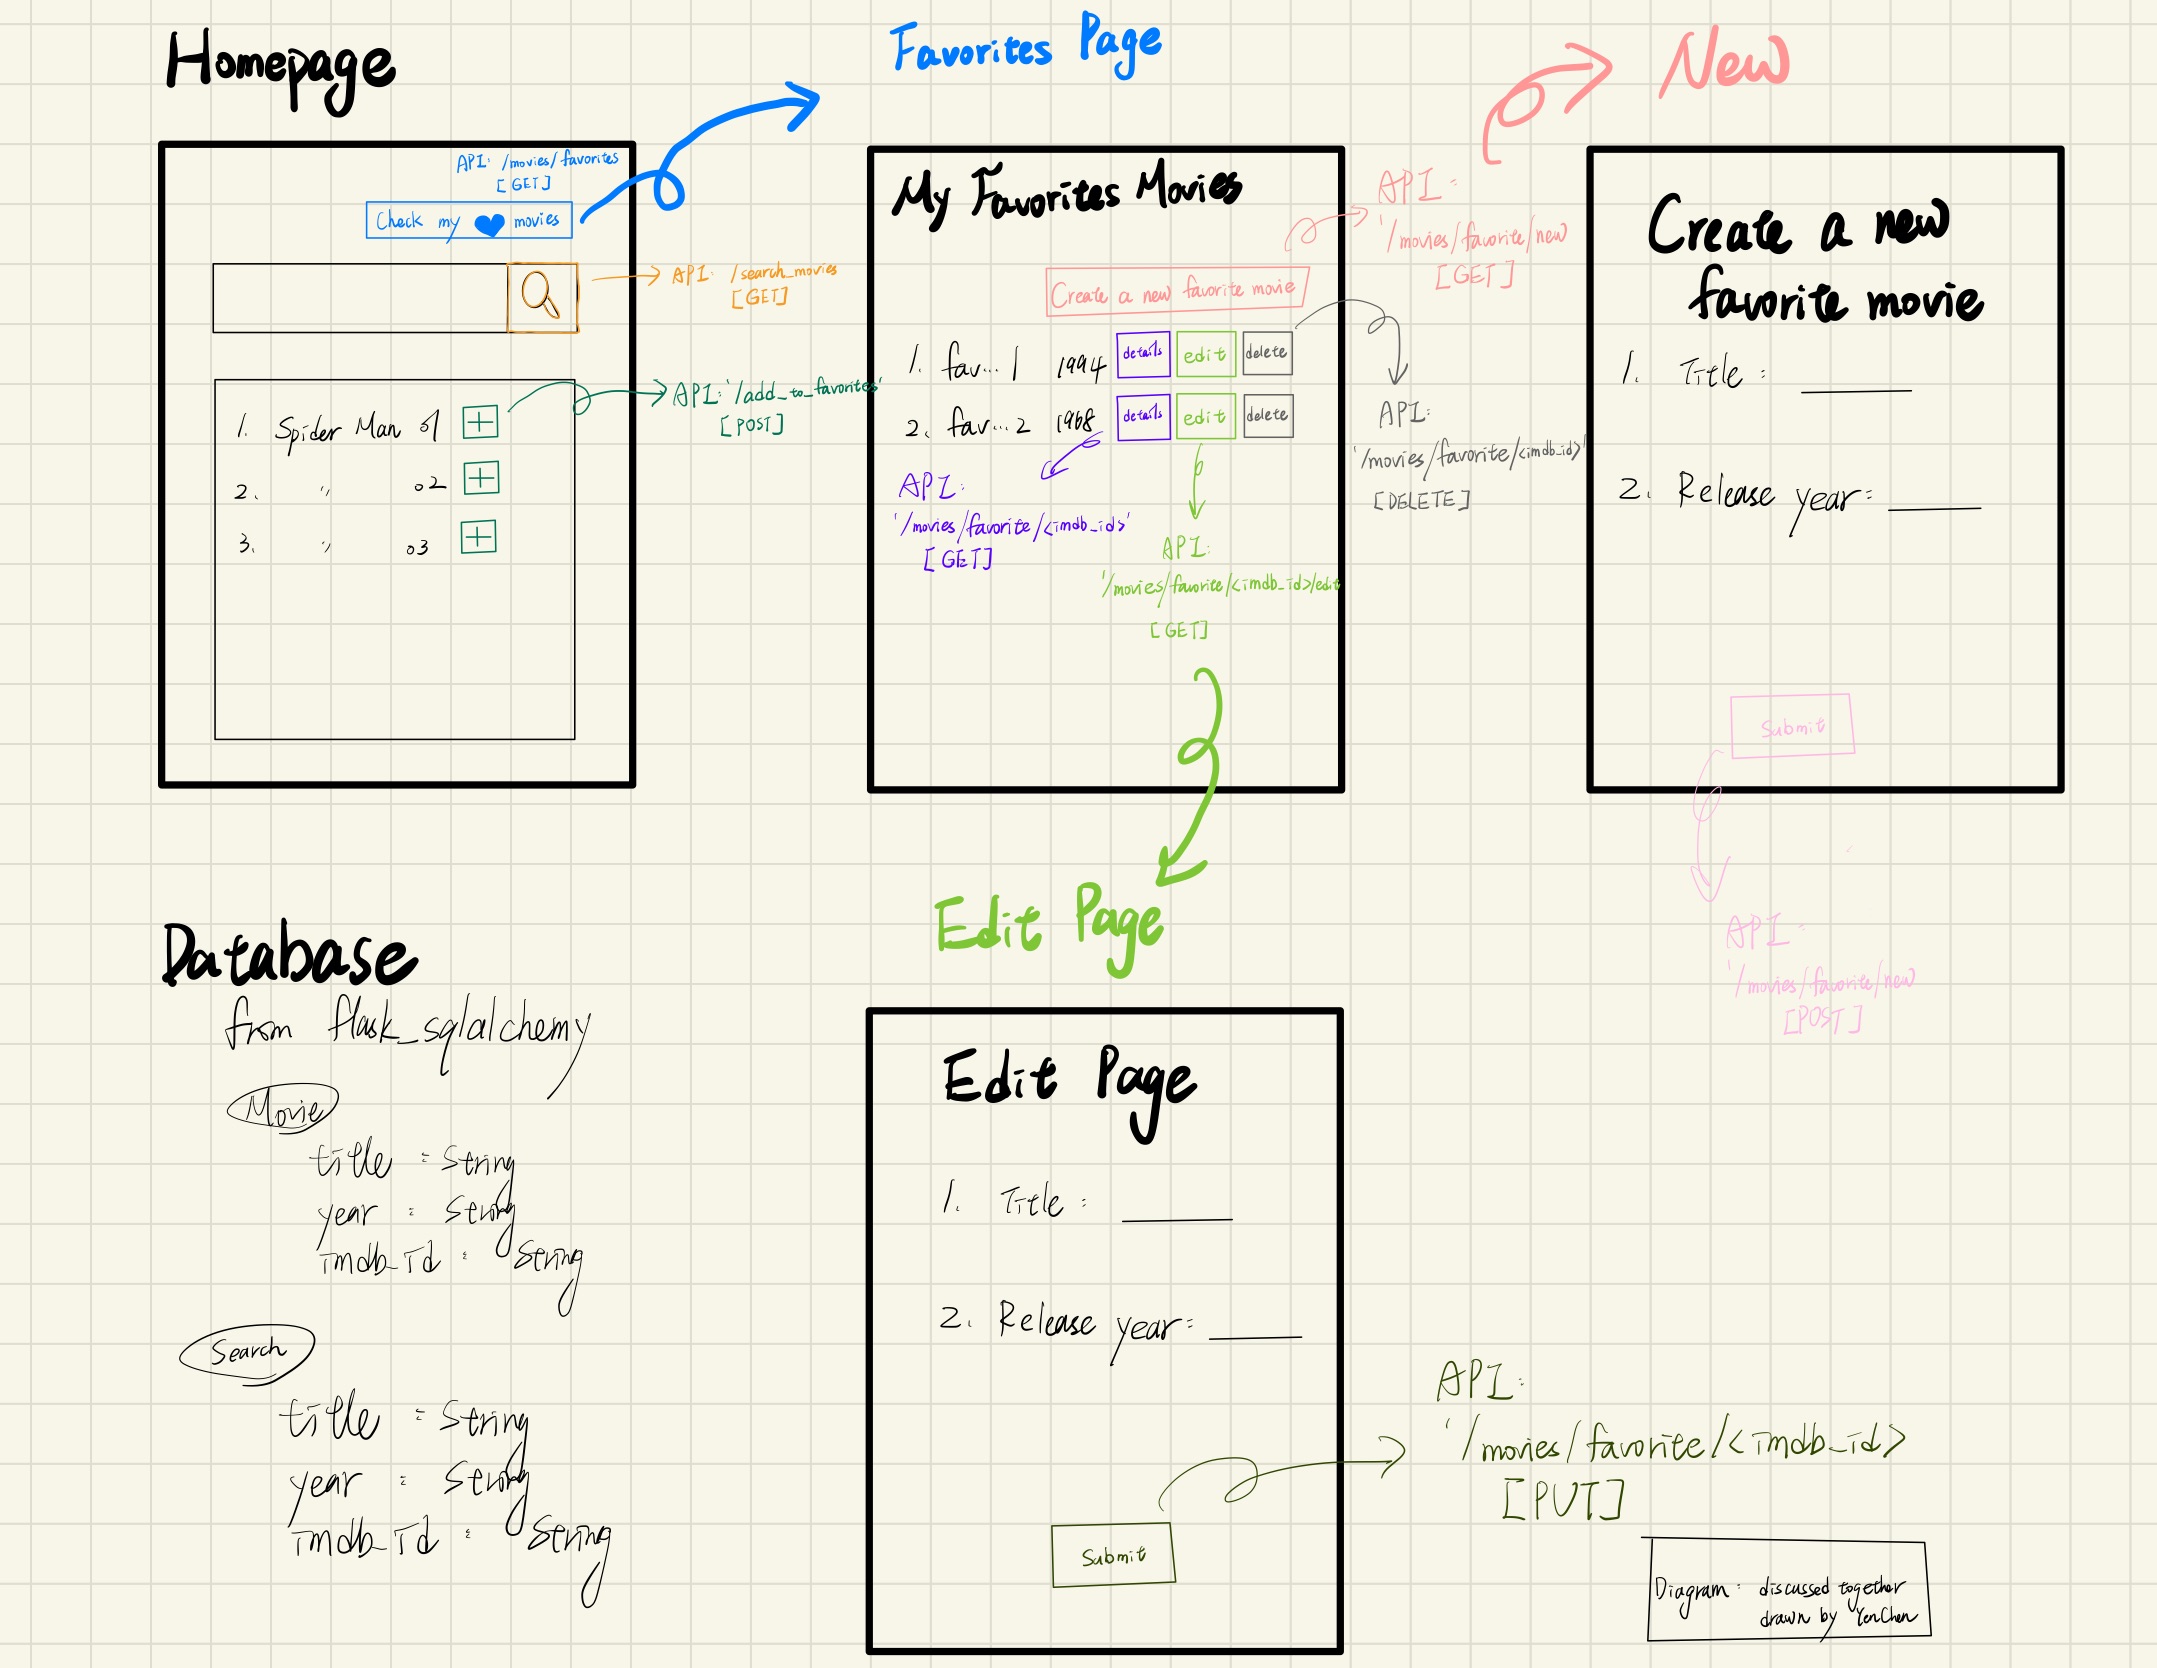 Homepage
API: /movies/favorites
[GET]
Check my movies
API: /search_movies
[GET]
1. Spider Man 01
API: '/add_to_favorites'
[POST]
2. " 02
3. " 03
Favorites Page
My Favorites Movies
Create a new favorite movie
API:
'/movies/favorite/new
[GET]
1. fav... 1 1994 details edit delete
2. fav...2 1968 details edit delete
API:
'/movies/favorite/<imdb_id>'
[GET]
API:
'/movies/favorite/<imdb_id>/edit
[GET]
API:
'/movies/favorite/<imdb_id>'
[DELETE]
New
Create a new
favorite movie
1. Title:
2. Release year:
Submit
API:
'/movies/favorite/new
[POST]
Database
from flask_sqlalchemy
Movie
title : String
year : String
imdb_id : String
Search
title : String
year : String
imdb_id : String
Edit Page
Edit Page
1. Title:
2. Release year:
Submit
API:
'/movies/favorite/<imdb_id>
[PUT]
Diagram: discussed together
drawn by YenChen